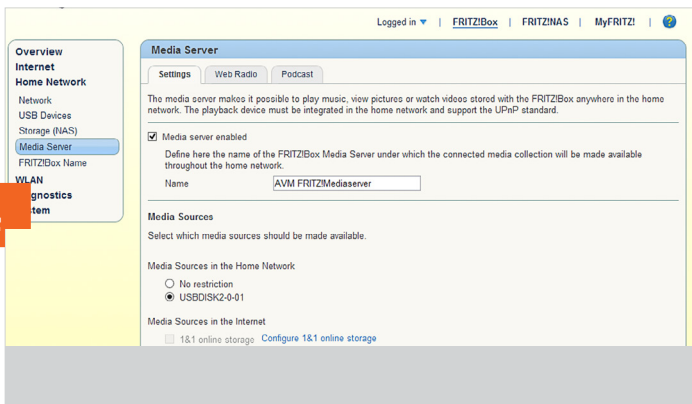 Logged in | FRITZ!Box | FRITZ!NAS | MyFRITZ! | ?
Overview
Internet
Home Network
Network
USB Devices
Storage (NAS)
Media Server
FRITZ!Box Name
WLAN
gnostics
tem
Media Server
Settings Web Radio Podcast
The media server makes it possible to play music, view pictures or watch videos stored with the FRITZ!Box anywhere in the home
network. The playback device must be integrated in the home network and support the UPnP standard.
Media server enabled
Define here the name of the FRITZ!Box Media Server under which the connected media collection will be made available
throughout the home network.
Name AVM FRITZ!Mediaserver
Media Sources
Select which media sources should be made available.
Media Sources in the Home Network
No restriction
USBDISK2-0-01
Media Sources in the Internet
1&1 online storage Configure 1&1 online storage